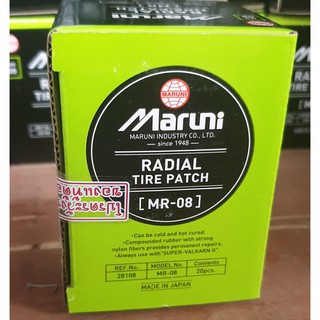 MARUNI
Maruni
MARUNI INDUSTRY CO., LTD.
since 1948
RADIAL
TIRE PATCH
[ MR-08 ]
• Can be cold and hot cured.
• Compounded rubber with strong
nylon fibers provides permanent repairs.
• Always use with "SUPER-VALKARN G".
REF.No. MODEL No. Contents
28108 MR-08 20pcs.
MADE IN JAPAN